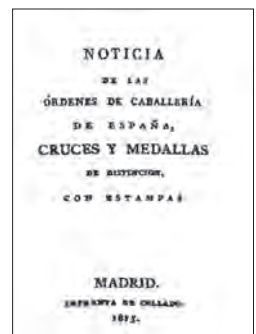 NOTICIA
DE LAS
ÓRDENES DE CABALLERÍA
DE ESPAÑA,
CRUCES Y MEDALLAS
DE DISTINCION,
CON ESTAMPAS
MADRID.
IMPRENTA DE COLLADO.
1815.